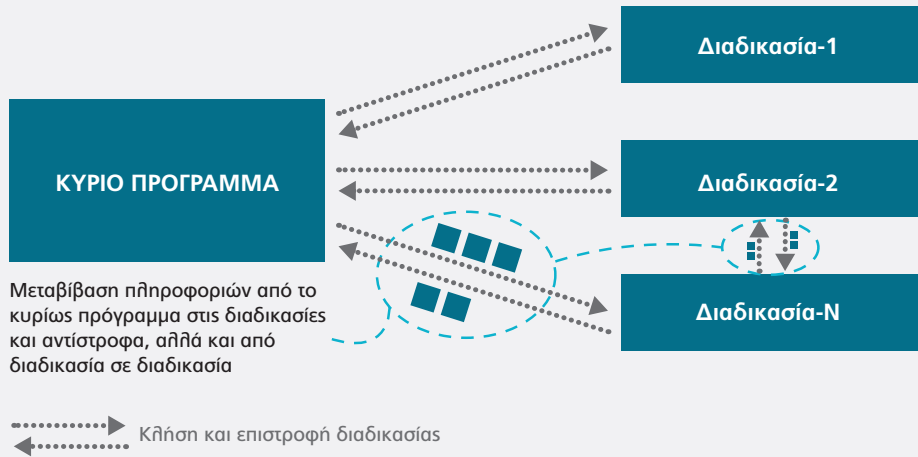 Διαδικασία-1
ΚΥΡΙΟ ΠΡΟΓΡΑΜΜΑ
Διαδικασία-2
Διαδικασία-Ν
Μεταβίβαση πληροφοριών από το
κυρίως πρόγραμμα στις διαδικασίες
και αντίστροφα, αλλά και από
διαδικασία σε διαδικασία
Κλήση και επιστροφή διαδικασίας